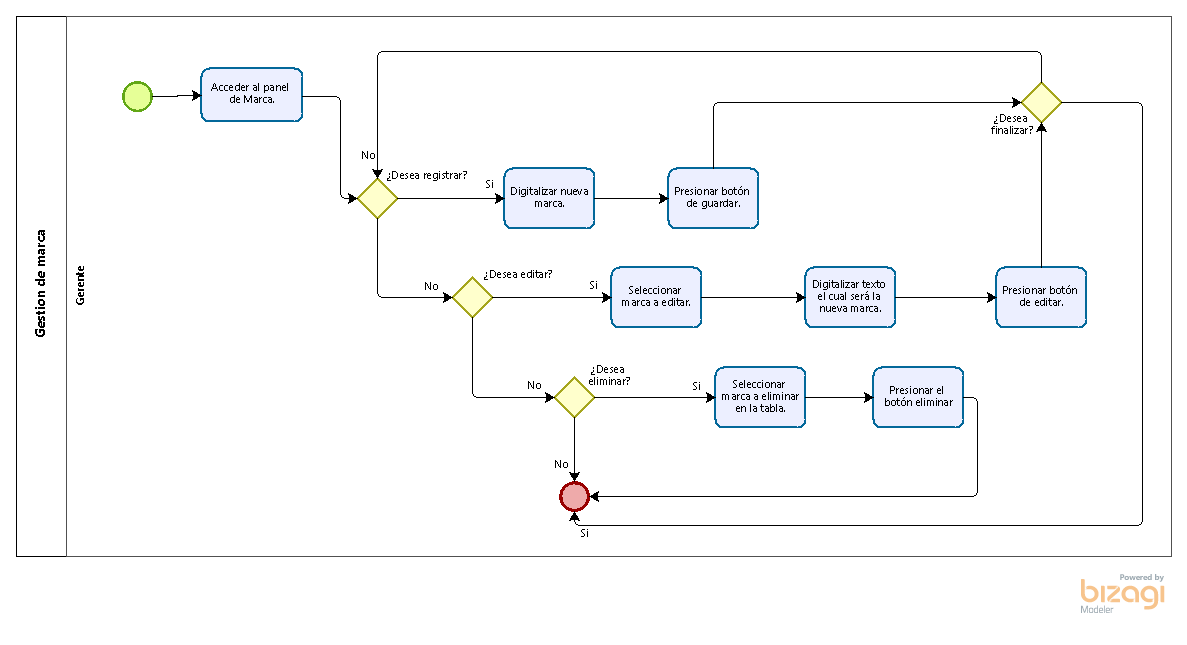 Gestion de marca
Gerente
Acceder al panel
de Marca.
¿Desea
finalizar?
No
¿Desea registrar?
Si
Digitalizar nueva
marca.
Presionar botón
de guardar.
No
¿Desea editar?
Si
Seleccionar
marca a editar.
Digitalizar texto
el cual será la
nueva marca.
Presionar botón
de editar.
No
¿Desea
eliminar?
Si
Seleccionar
marca a eliminar
en la tabla.
Presionar el
botón eliminar
No
Si
Powered by
bizagi
Modeler